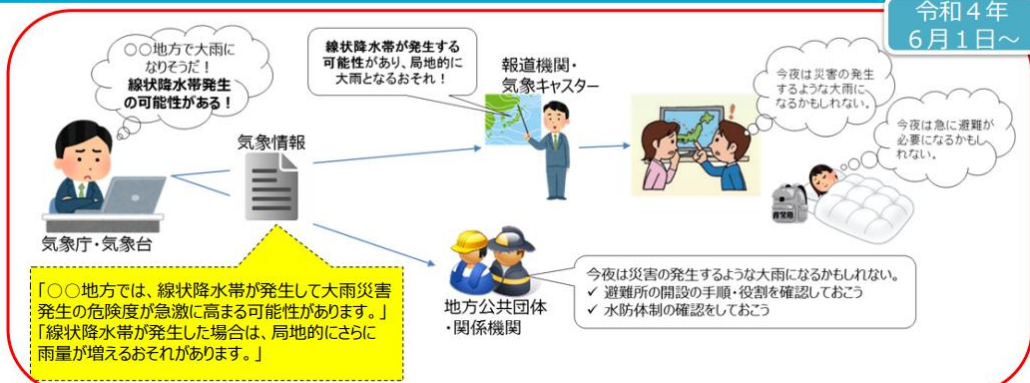 令和４年
６月１日～
○○地方で大雨に
なりそうだ！
線状降水帯発生
の可能性がある！
線状降水帯が発生する
可能性があり、局地的に
大雨となるおそれ！
報道機関・
気象キャスター
今夜は災害の発生
するような大雨に
なるかもしれない。
今夜は急に避難が
必要になるかもし
れない。
気象情報
気象庁・気象台
「○○地方では、線状降水帯が発生して大雨災害
発生の危険度が急激に高まる可能性があります。」
「線状降水帯が発生した場合は、局地的にさらに
雨量が増えるおそれがあります。」
地方公共団体
・関係機関
今夜は災害の発生するような大雨になるかもしれない。
✓ 避難所の開設の手順・役割を確認しておこう
✓ 水防体制の確認をしておこう